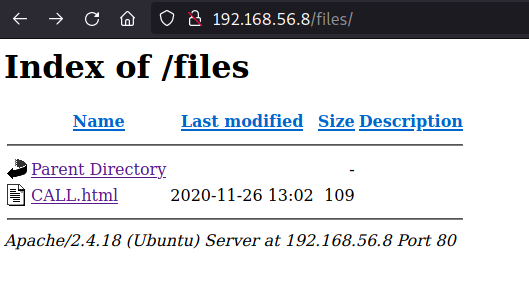 192.168.56.8/files/
Index of /files
Name Last modified Size Description
Parent Directory -
CALL.html 2020-11-26 13:02 109
Apache/2.4.18 (Ubuntu) Server at 192.168.56.8 Port 80